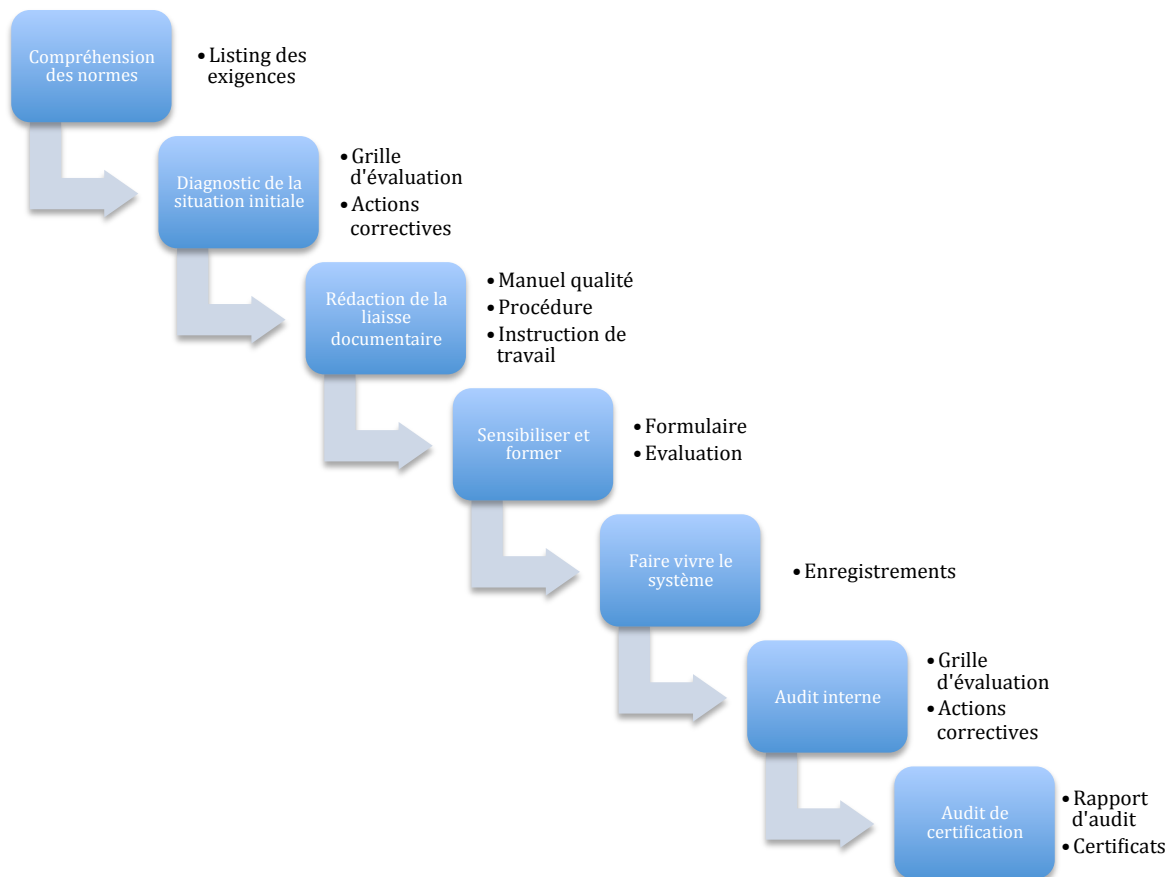 Compréhension
des normes
• Listing des
exigences
Diagnostic de la
situation initiale
• Grille
d'évaluation
• Actions
correctives
Rédaction de la
liaisse
documentaire
• Manuel qualité
• Procédure
• Instruction de
travail
Sensibiliser et
former
• Formulaire
• Evaluation
Faire vivre le
système
• Enregistrements
Audit interne
• Grille
d'évaluation
• Actions
correctives
Audit de
certification
• Rapport
d'audit
• Certificats